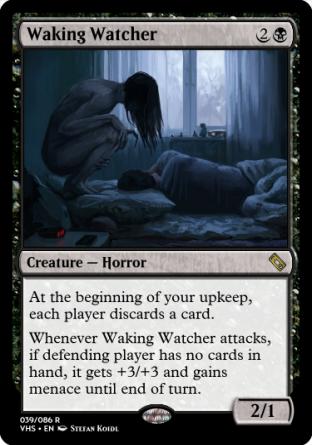 Waking Watcher 2
Creature — Horror
At the beginning of your upkeep,
each player discards a card.
Whenever Waking Watcher attacks,
if defending player has no cards in
hand, it gets +3/+3 and gains
menace until end of turn.
2/1
039/086 R
VHS • EN Stefan Koidl